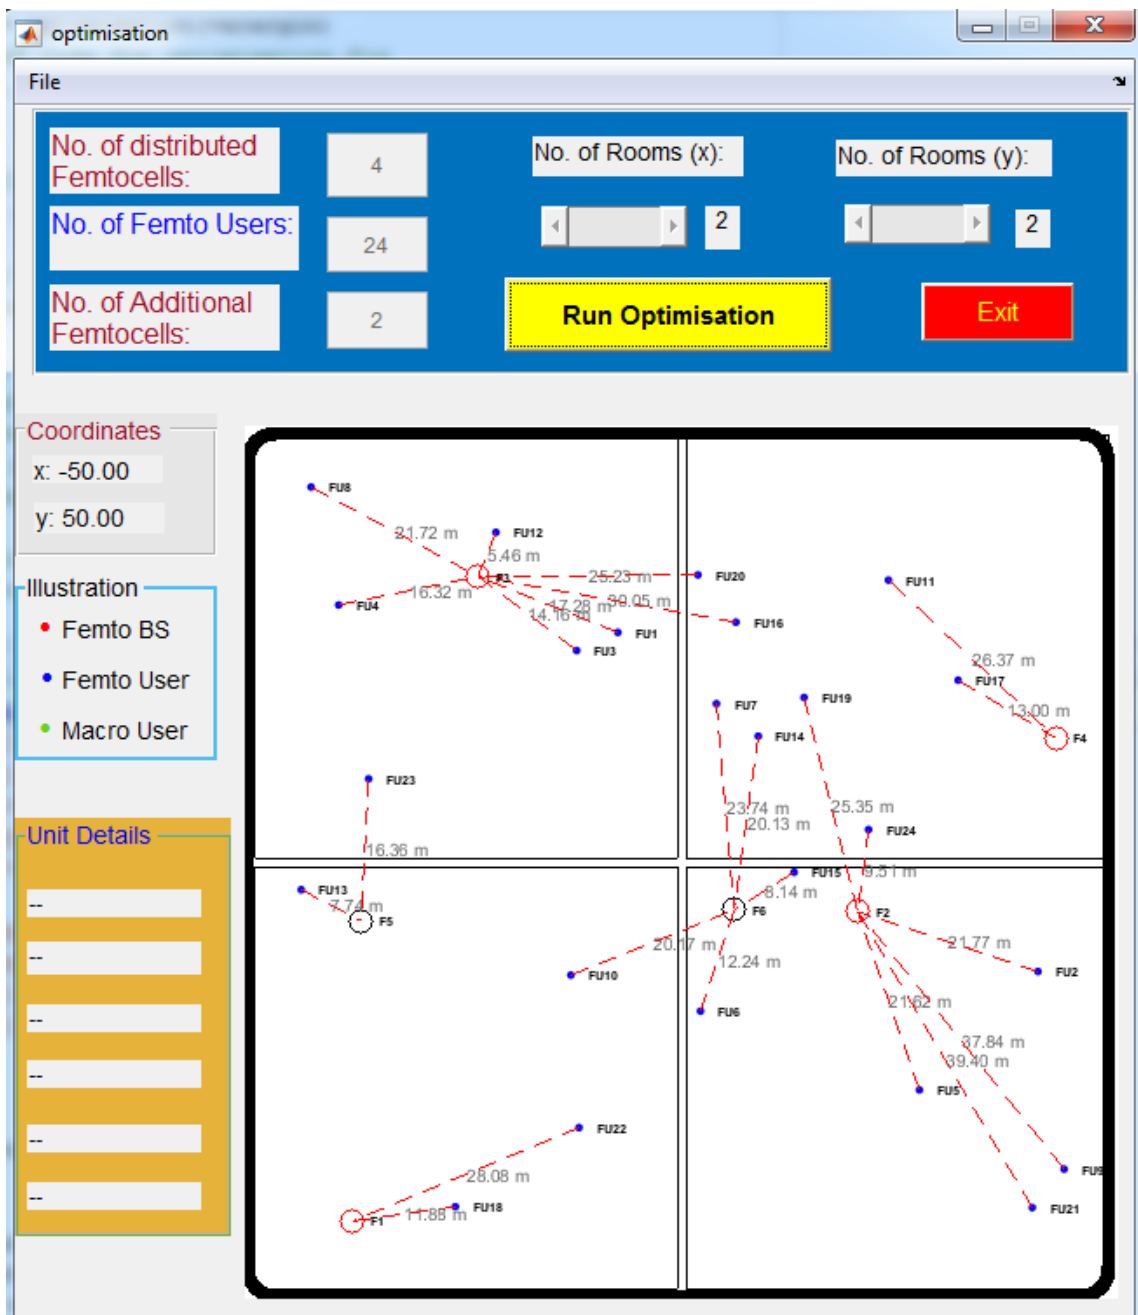 optimisation
File
No. of distributed
Femtocells:
4
No. of Rooms (x):
No. of Rooms (y):
No. of Femto Users:
24
2
2
No. of Additional
Femtocells:
2
Run Optimisation
Exit
Coordinates
x: -50.00
y: 50.00
Illustration
Femto BS
Femto User
Macro User
Unit Details
--
--
--
--
--
--
FU8
21.72 m
FU12
5.46 m
F3
25.23 m
FU20
FU11
16.32 m
FU4
17.28 m
30.05 m
14.16 m
FU16
FU1
FU3
26.37 m
FU17
13.00 m
F4
FU7
FU19
FU14
FU23
23.74 m
25.35 m
20.13 m
FU24
16.36 m
FU15
9.51 m
FU13
8.14 m
7.74 m
F5
F6
F2
20.17 m
21.77 m
12.24 m
FU10
FU2
FU6
21.62 m
37.84 m
39.40 m
FU5
FU22
28.08 m
FU9
FU18
11.88 m
F1
FU21